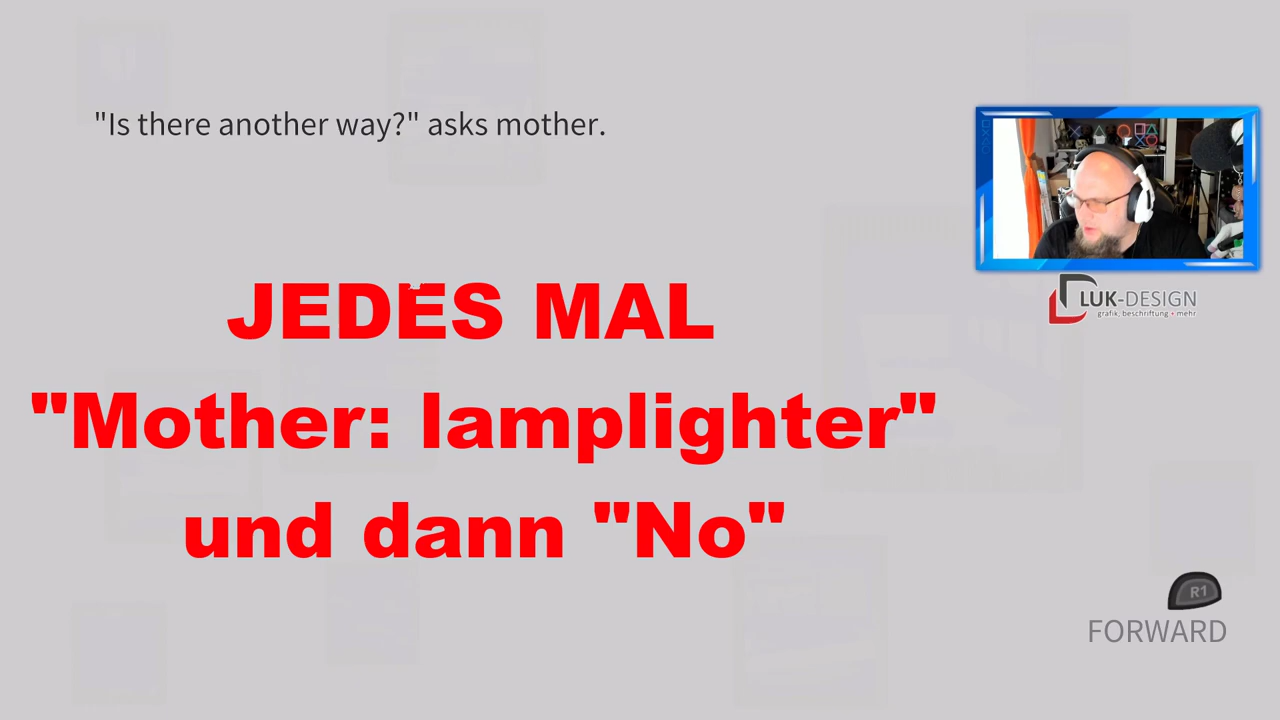 "Is there another way?" asks mother.
JEDES MAL
"Mother: lamplighter"
und dann "No"
LUK-DESIGN
grafik, beschriftung + mehr
R1
FORWARD